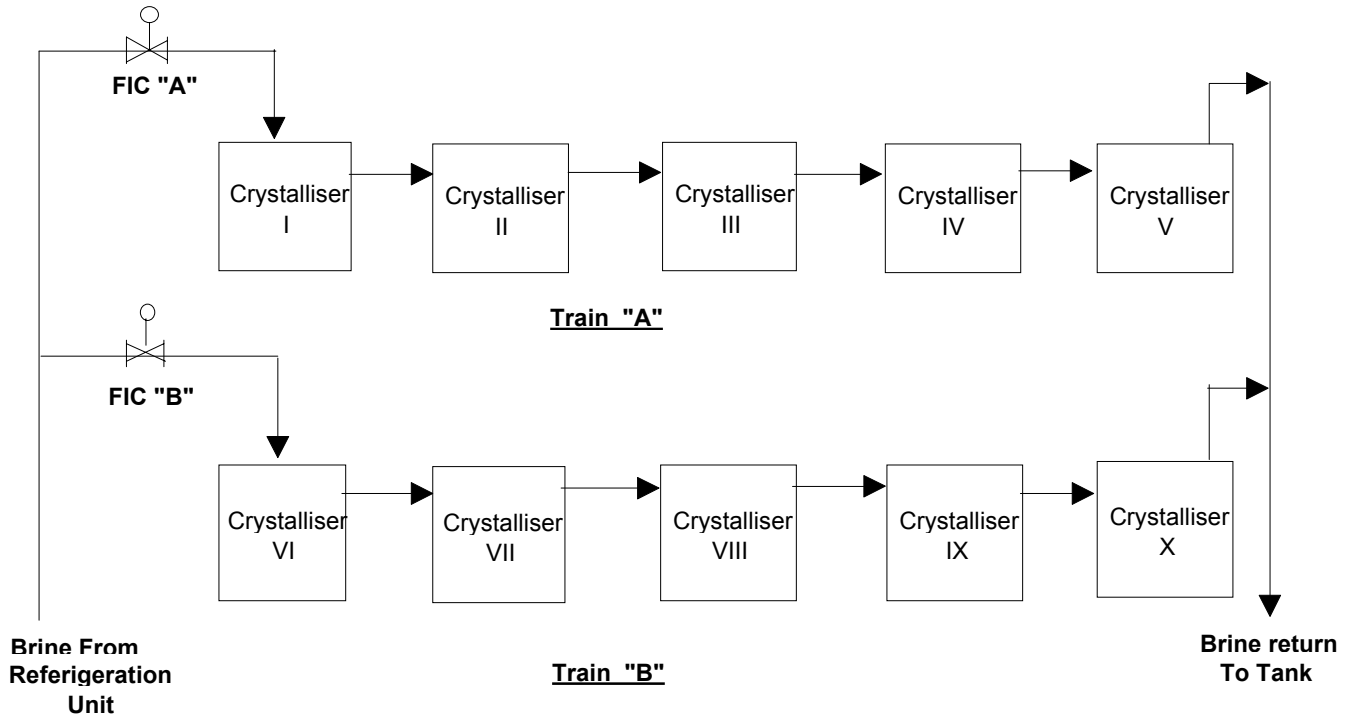 FIC "A"
Crystalliser
I
Crystalliser
II
Crystalliser
III
Crystalliser
IV
Crystalliser
V
Train "A"
FIC "B"
Crystalliser
VI
Crystalliser
VII
Crystalliser
VIII
Crystalliser
IX
Crystalliser
X
Brine From
Referigeration
Unit
Train "B"
Brine return
To Tank